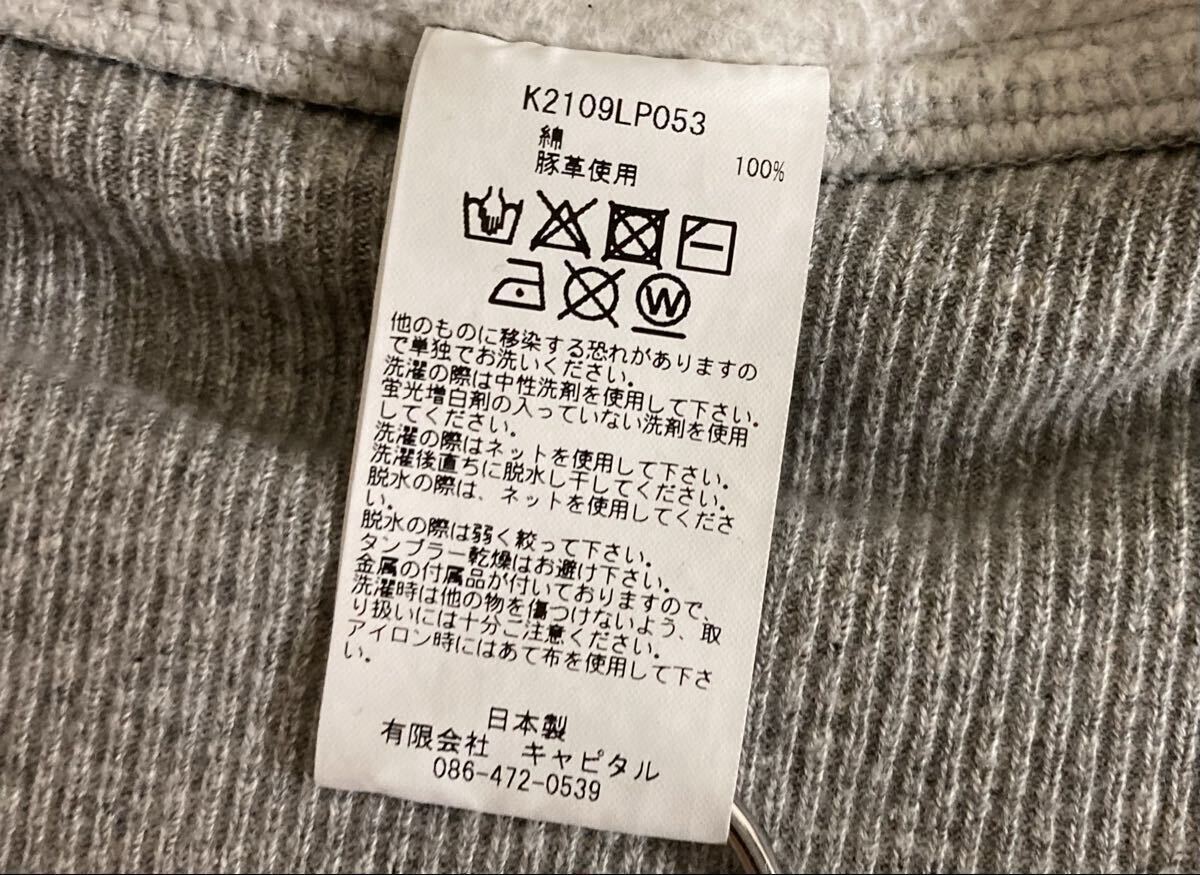 K2109LP053
綿 100%
豚革使用
W
他のものに移染する恐れがありますの
で単独でお洗いください。
洗濯の際は中性洗剤を使用して下さい。
蛍光増白剤の入っていない洗剤を使用
してください。
洗濯の際はネットを使用して下さい。
洗濯後直ちに脱水し干してください。
脱水の際は、ネットを使用してくださ
い。
脱水の際は弱く絞って下さい。
タンブラー乾燥はお避け下さい。
金属の付属品が付いておりますので、
洗濯時は他の物を傷つけないよう、取
り扱いには十分ご注意ください。
アイロン時にはあて布を使用して下さ
い。
日本製
有限会社 キャピタル
086-472-0539